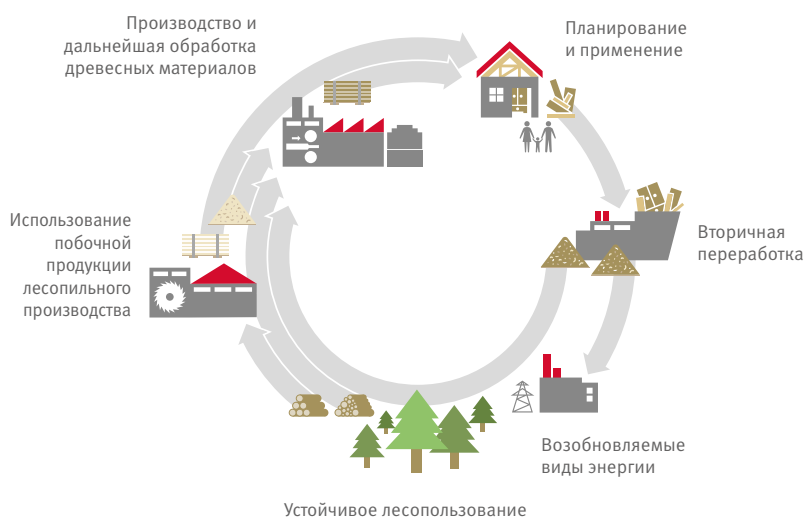 Производство и
дальнейшая обработка
древесных материалов
Планирование
и применение
Использование
побочной
продукции
лесопильного
производства
Вторичная
переработка
Возобновляемые
виды энергии
Устойчивое лесопользование